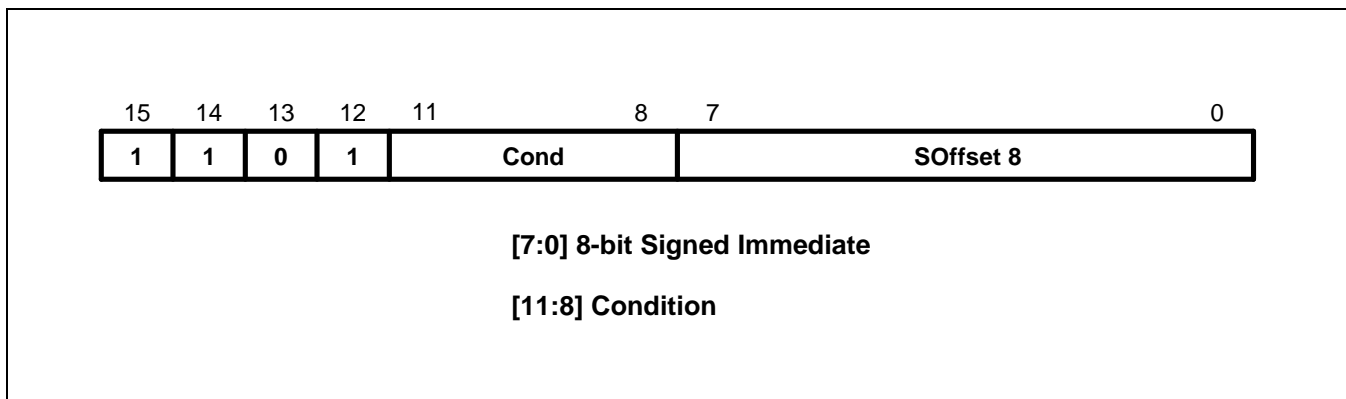 15 14 13 12 11 8 7 0
1 1 0 1 Cond SOffset 8
[7:0] 8-bit Signed Immediate
[11:8] Condition